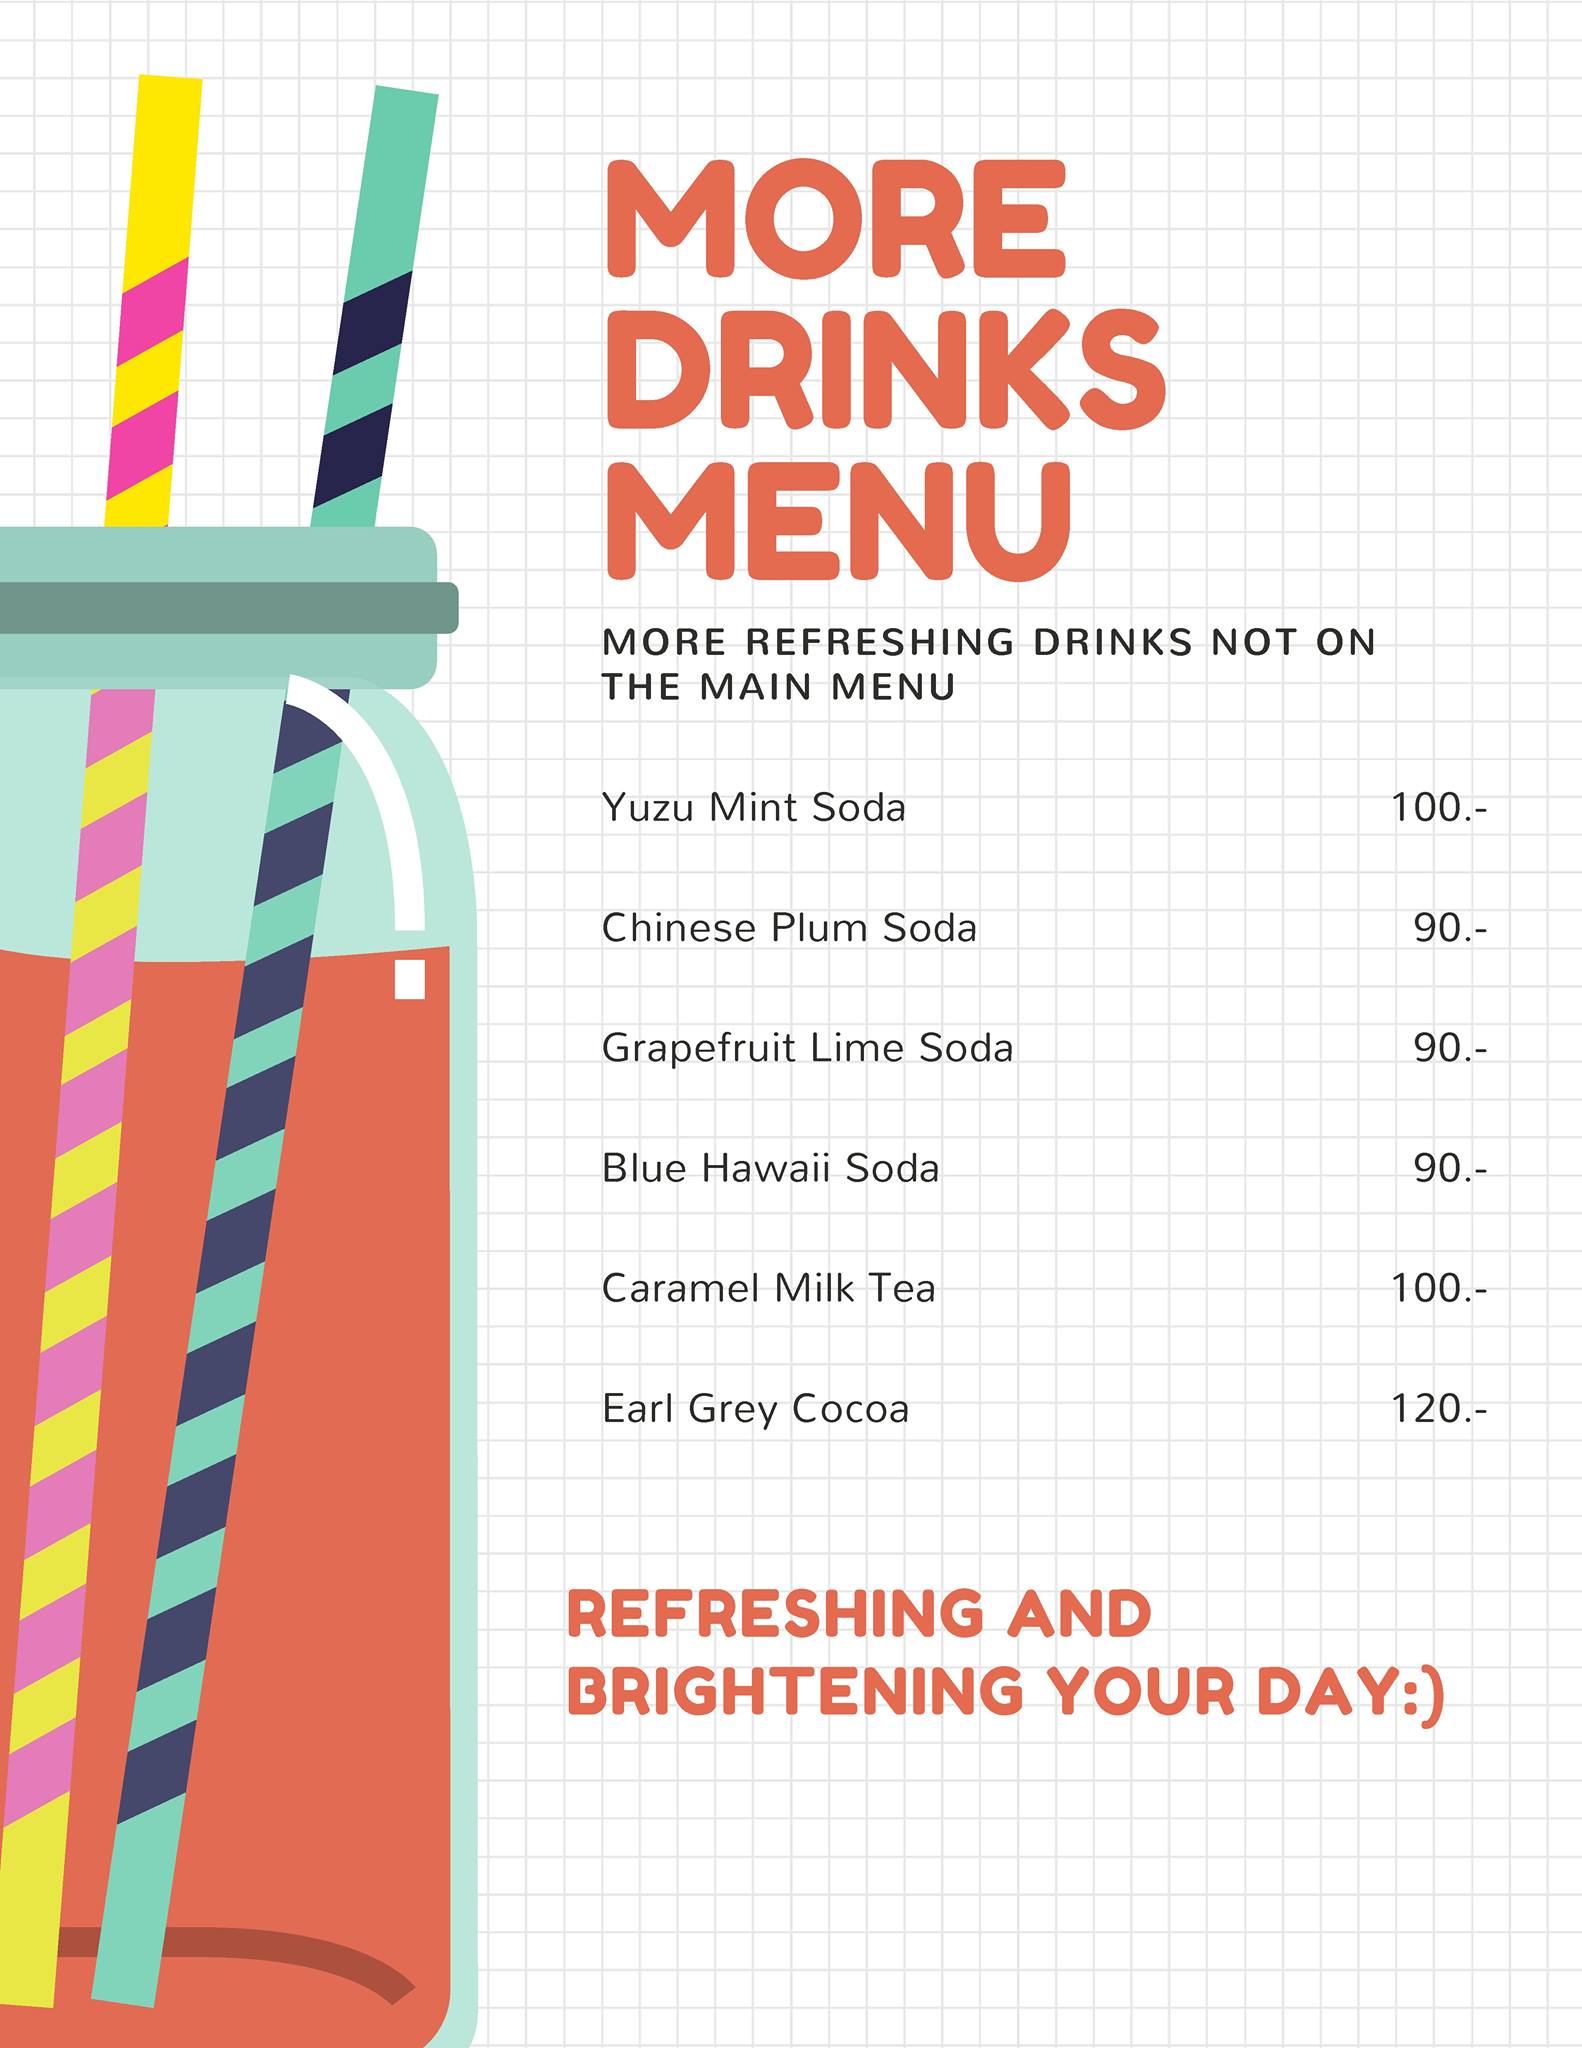 MORE
DRINKS
MENU
MORE REFRESHING DRINKS NOT ON
THE MAIN MENU
Yuzu Mint Soda 100.-
Chinese Plum Soda 90.-
Grapefruit Lime Soda 90.-
Blue Hawaii Soda 90.-
Caramel Milk Tea 100.-
Earl Grey Cocoa 120.-
REFRESHING AND
BRIGHTENING YOUR DAY:)